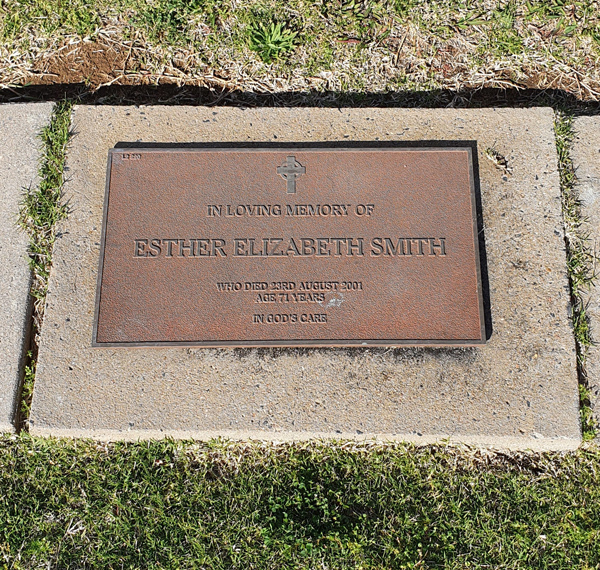 IN LOVING MEMORY OF
ESTHER ELIZABETH SMITH
WHO DIED 23RD AUGUST 2001
AGE 71 YEARS
IN GOD'S CARE